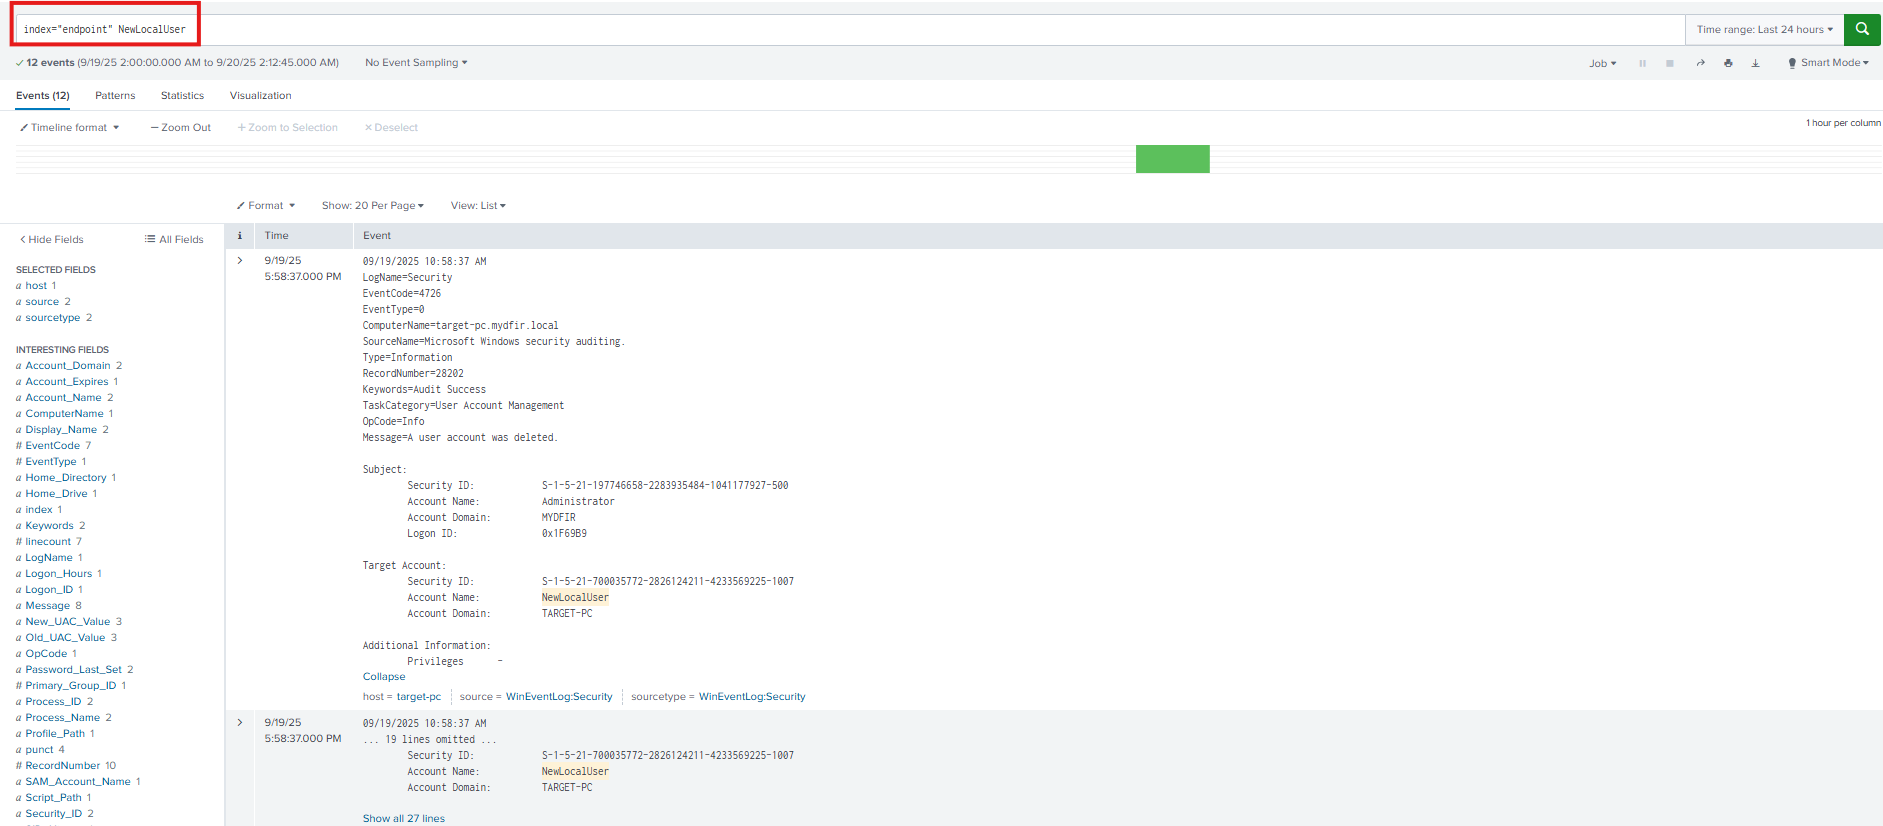 index="endpoint" NewLocalUser
Time range: Last 24 hours
12 events (9/19/25 2:00:00.000 AM to 9/20/25 2:12:45.000 AM)
No Event Sampling
Job
Smart Mode
Events (12)
Patterns
Statistics
Visualization
Timeline format
— Zoom Out
+ Zoom to Selection
× Deselect
1 hour per column
Format
Show: 20 Per Page
View: List
< Hide Fields
All Fields
i
Time
Event
SELECTED FIELDS
a host 1
a source 2
a sourcetype 2
INTERESTING FIELDS
a Account_Domain 2
a Account_Expires 1
a Account_Name 2
a ComputerName 1
a Display_Name 2
# EventCode 7
# EventType 1
a Home_Directory 1
a Home_Drive 1
a index 1
a Keywords 2
# linecount 7
a LogName 1
a Logon_Hours 1
a Logon_ID 1
a Message 8
a New_UAC_Value 3
a Old_UAC_Value 3
a OpCode 1
a Password_Last_Set 2
# Primary_Group_ID 1
a Process_ID 2
a Process_Name 2
a Profile_Path 1
a punct 4
# RecordNumber 10
a SAM_Account_Name 1
a Script_Path 1
a Security_ID 2
9/19/25
5:58:37.000 PM
09/19/2025 10:58:37 AM
LogName=Security
EventCode=4726
EventType=0
ComputerName=target-pc.mydfir.local
SourceName=Microsoft Windows security auditing.
Type=Information
RecordNumber=28202
Keywords=Audit Success
TaskCategory=User Account Management
OpCode=Info
Message=A user account was deleted.
Subject:
Security ID: S-1-5-21-197746658-2283935484-1041177927-500
Account Name: Administrator
Account Domain: MYDFIR
Logon ID: 0x1F69B9
Target Account:
Security ID: S-1-5-21-700035772-2826124211-4233569225-1007
Account Name: NewLocalUser
Account Domain: TARGET-PC
Additional Information:
Privileges -
Collapse
host = target-pc source = WinEventLog:Security sourcetype = WinEventLog:Security
9/19/25
5:58:37.000 PM
09/19/2025 10:58:37 AM
... 19 lines omitted ...
Security ID: S-1-5-21-700035772-2826124211-4233569225-1007
Account Name: NewLocalUser
Account Domain: TARGET-PC
Show all 27 lines